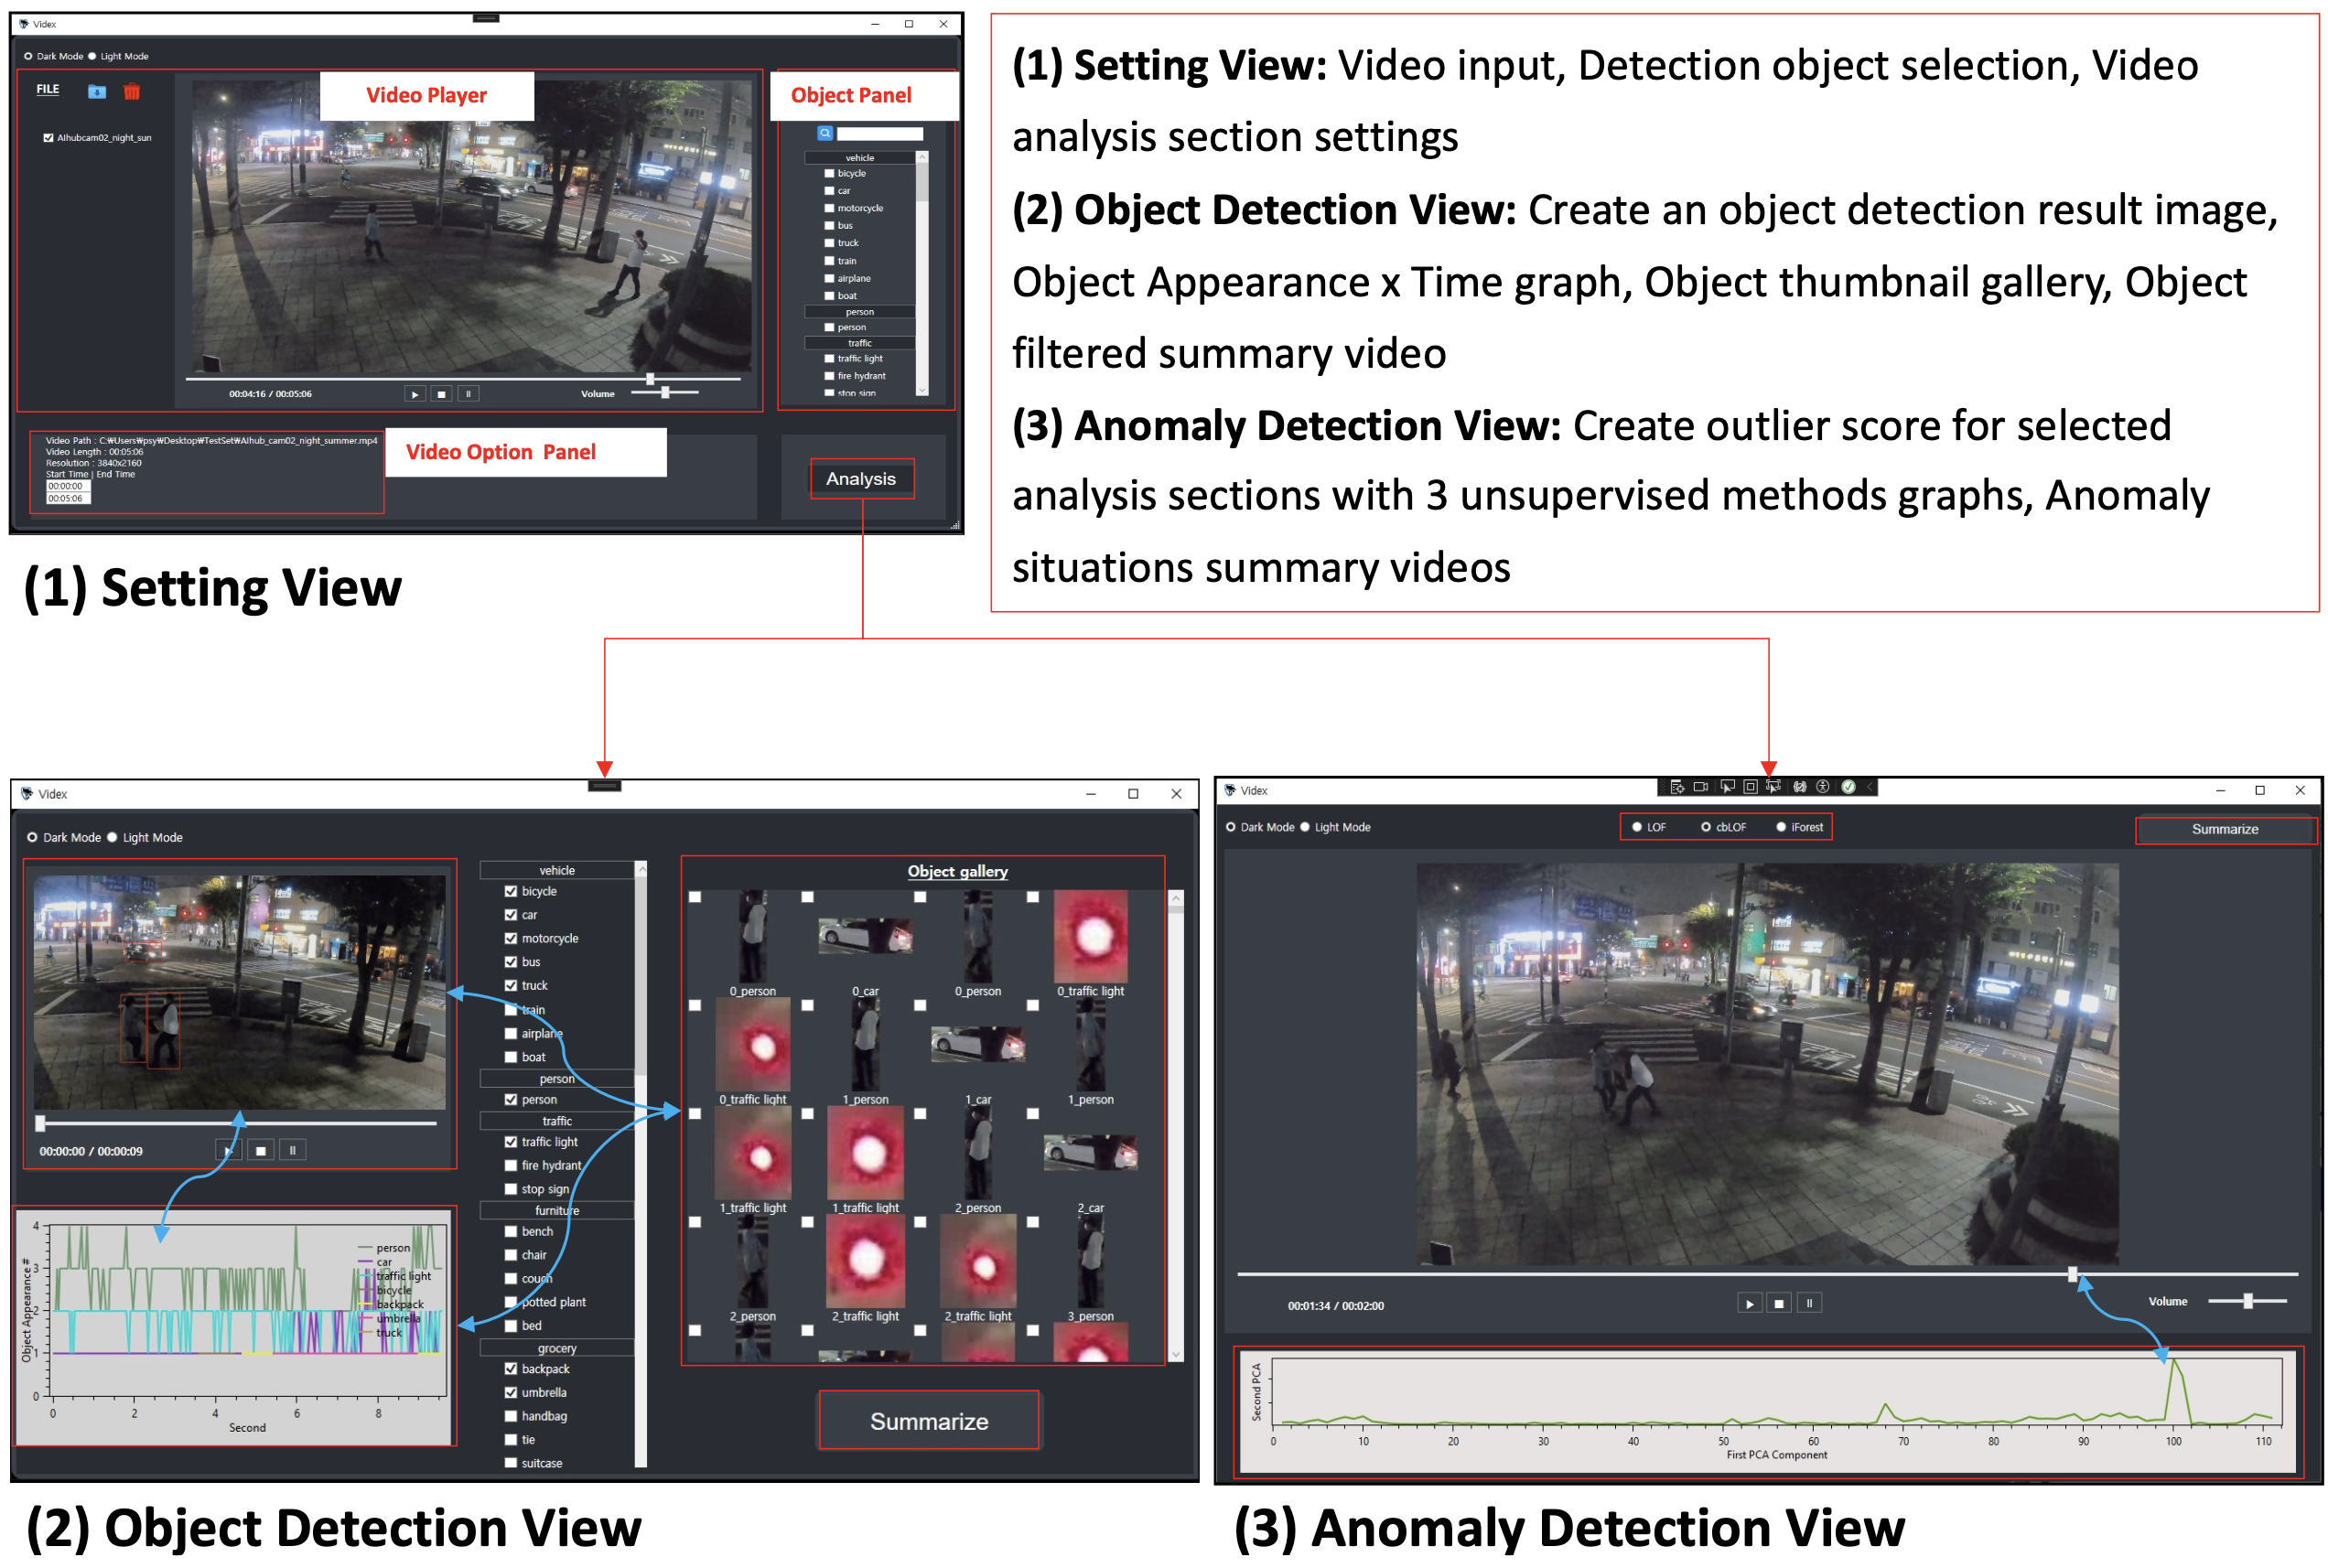 Videx
Dark Mode Light Mode
FILE
AIhubcam02_night_sun
Video Player
00:04:16 / 00:05:06
Volume
Object Panel
vehicle
bicycle
car
motorcycle
bus
truck
train
airplane
boat
person
person
traffic
traffic light
fire hydrant
stop sign
Video Path : C:₩Users₩psy₩Desktop₩TestSet₩AIhub_cam02_night_summer.mp4
Video Length : 00:05:06
Resolution : 3840x2160
Start Time | End Time
00:00:00
00:05:06
Video Option Panel
Analysis
(1) Setting View
(1) Setting View: Video input, Detection object selection, Video
analysis section settings
(2) Object Detection View: Create an object detection result image,
Object Appearance x Time graph, Object thumbnail gallery, Object
filtered summary video
(3) Anomaly Detection View: Create outlier score for selected
analysis sections with 3 unsupervised methods graphs, Anomaly
situations summary videos
Videx
Dark Mode Light Mode
00:00:00 / 00:00:09
4
3
2
1
0
Object Appearance #
0 2 4 6 8
Second
person
car
traffic light
bicycle
backpack
umbrella
truck
vehicle
bicycle
car
motorcycle
bus
truck
train
airplane
boat
person
person
traffic
traffic light
fire hydrant
stop sign
furniture
bench
chair
couch
potted plant
bed
grocery
backpack
umbrella
handbag
tie
suitcase
Object gallery
0_person 0_car 0_person 0_traffic light
0_traffic light 1_person 1_car 1_person
1_traffic light 1_traffic light 2_person 2_car
2_person 2_traffic light 2_traffic light 3_person
Summarize
(2) Object Detection View
Videx
Dark Mode Light Mode
LOF cbLOF iForest
Summarize
00:01:34 / 00:02:00
Volume
Second PCA
0 10 20 30 40 50 60 70 80 90 100 110
First PCA Component
(3) Anomaly Detection View